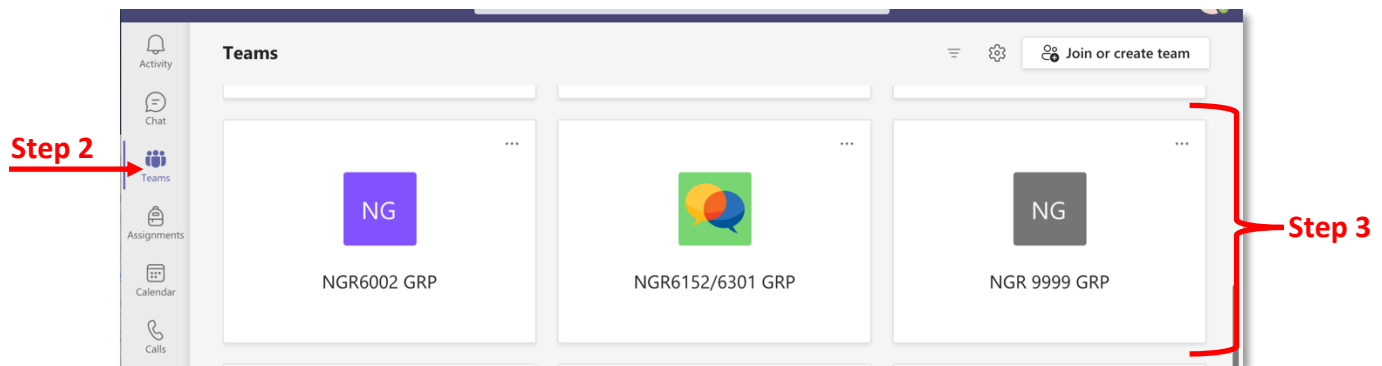 Activity
Teams
Join or create team
Chat
Step 2
Teams
Assignments
Calendar
Calls
...
...
...
NG
NG
NGR6002 GRP
NGR6152/6301 GRP
NGR 9999 GRP
Step 3